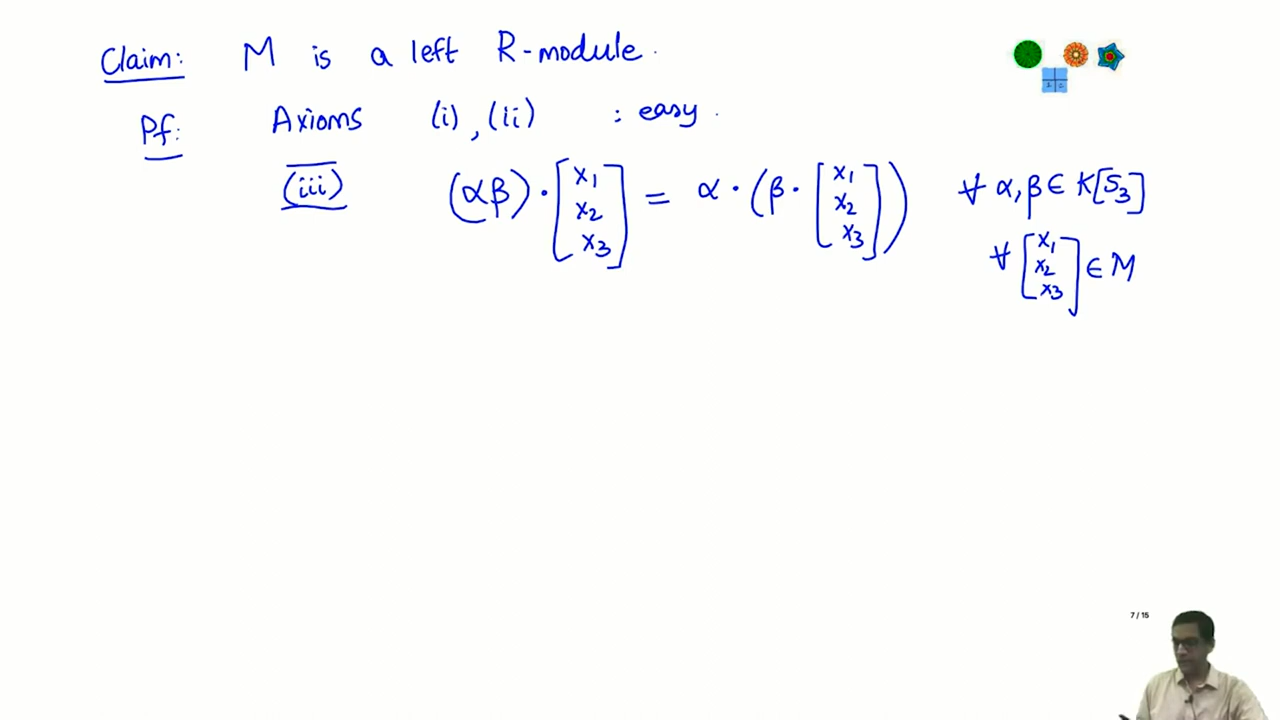 Claim: M is a left R-module.
Pf: Axioms (i), (ii) : easy.
(iii) (αβ)·[x1 x2 x3] = α·(β·[x1 x2 x3]) ∀ α, β ∈ K[S3]
∀ [x1 x2 x3] ∈ M
7 / 15